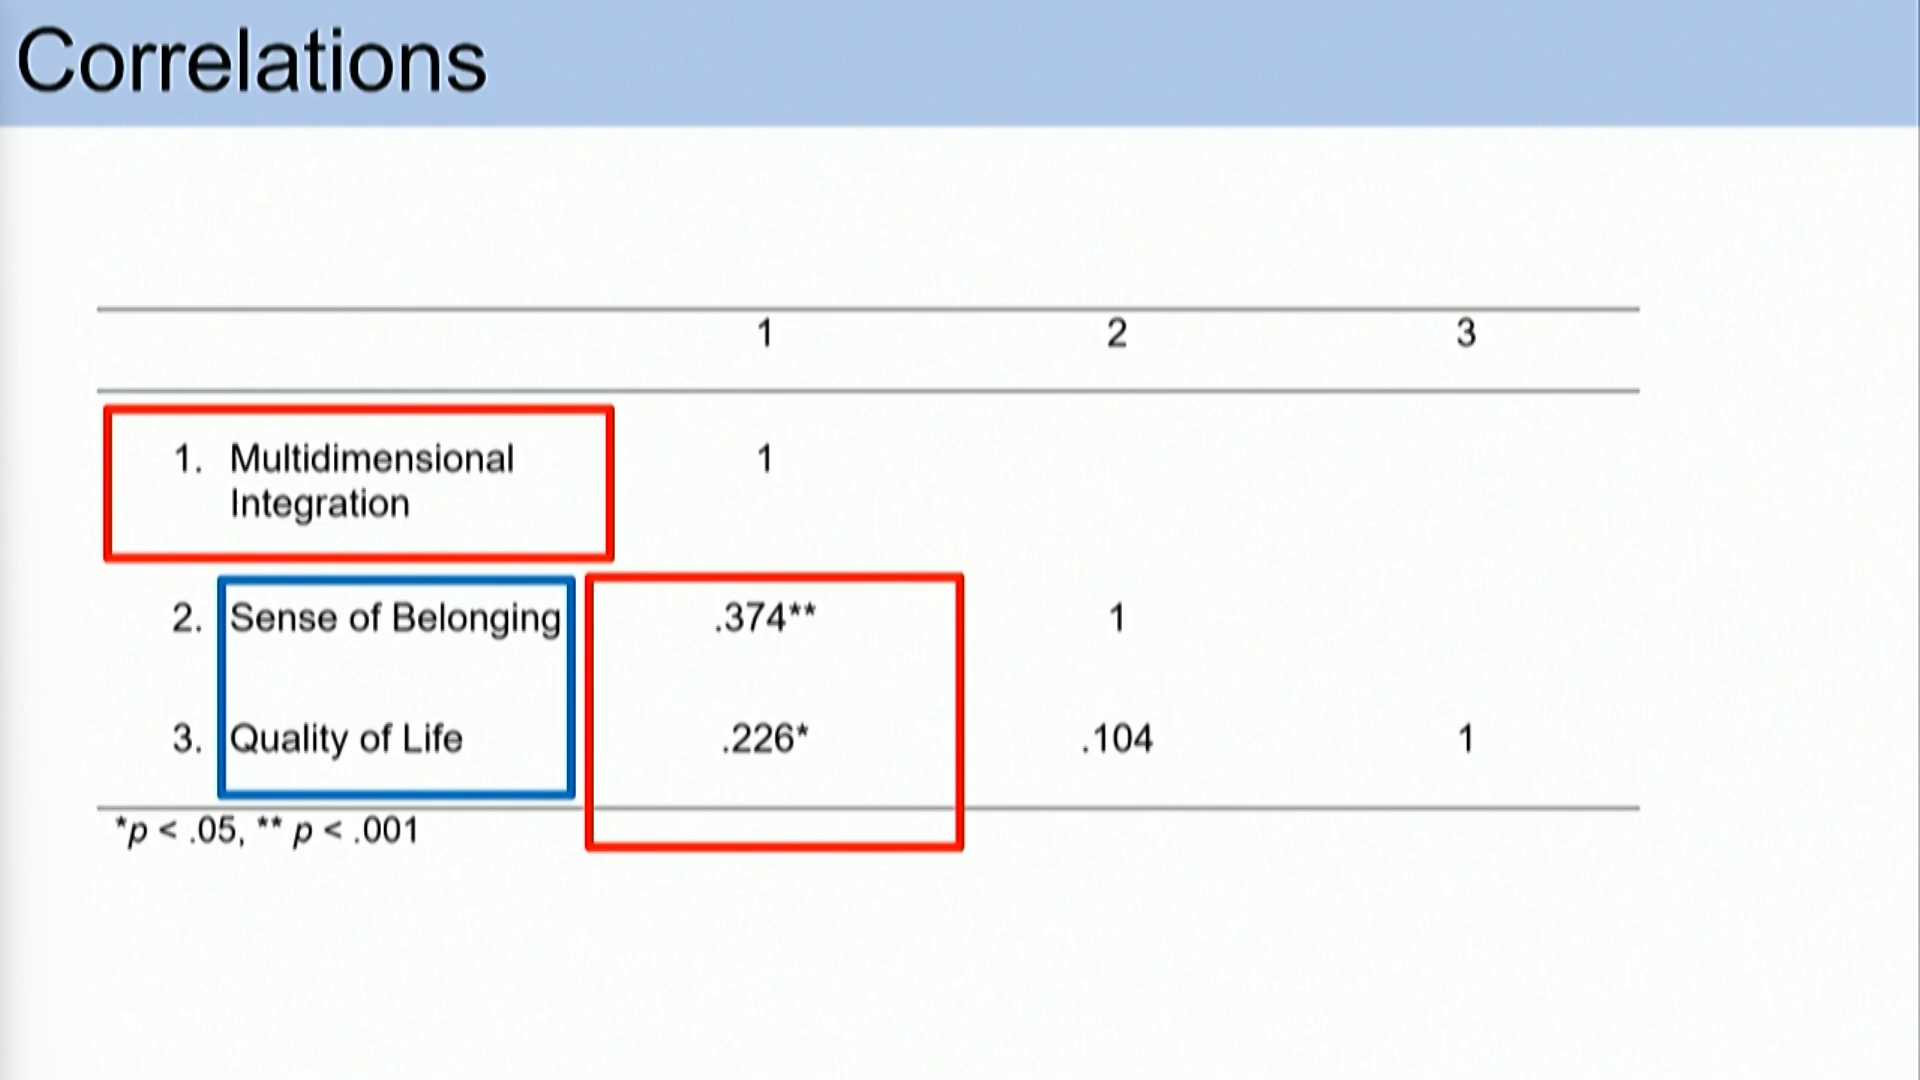 Correlations
1 2 3
1. Multidimensional 1
Integration
2. Sense of Belonging .374** 1
3. Quality of Life .226* .104 1
*p < .05, ** p < .001